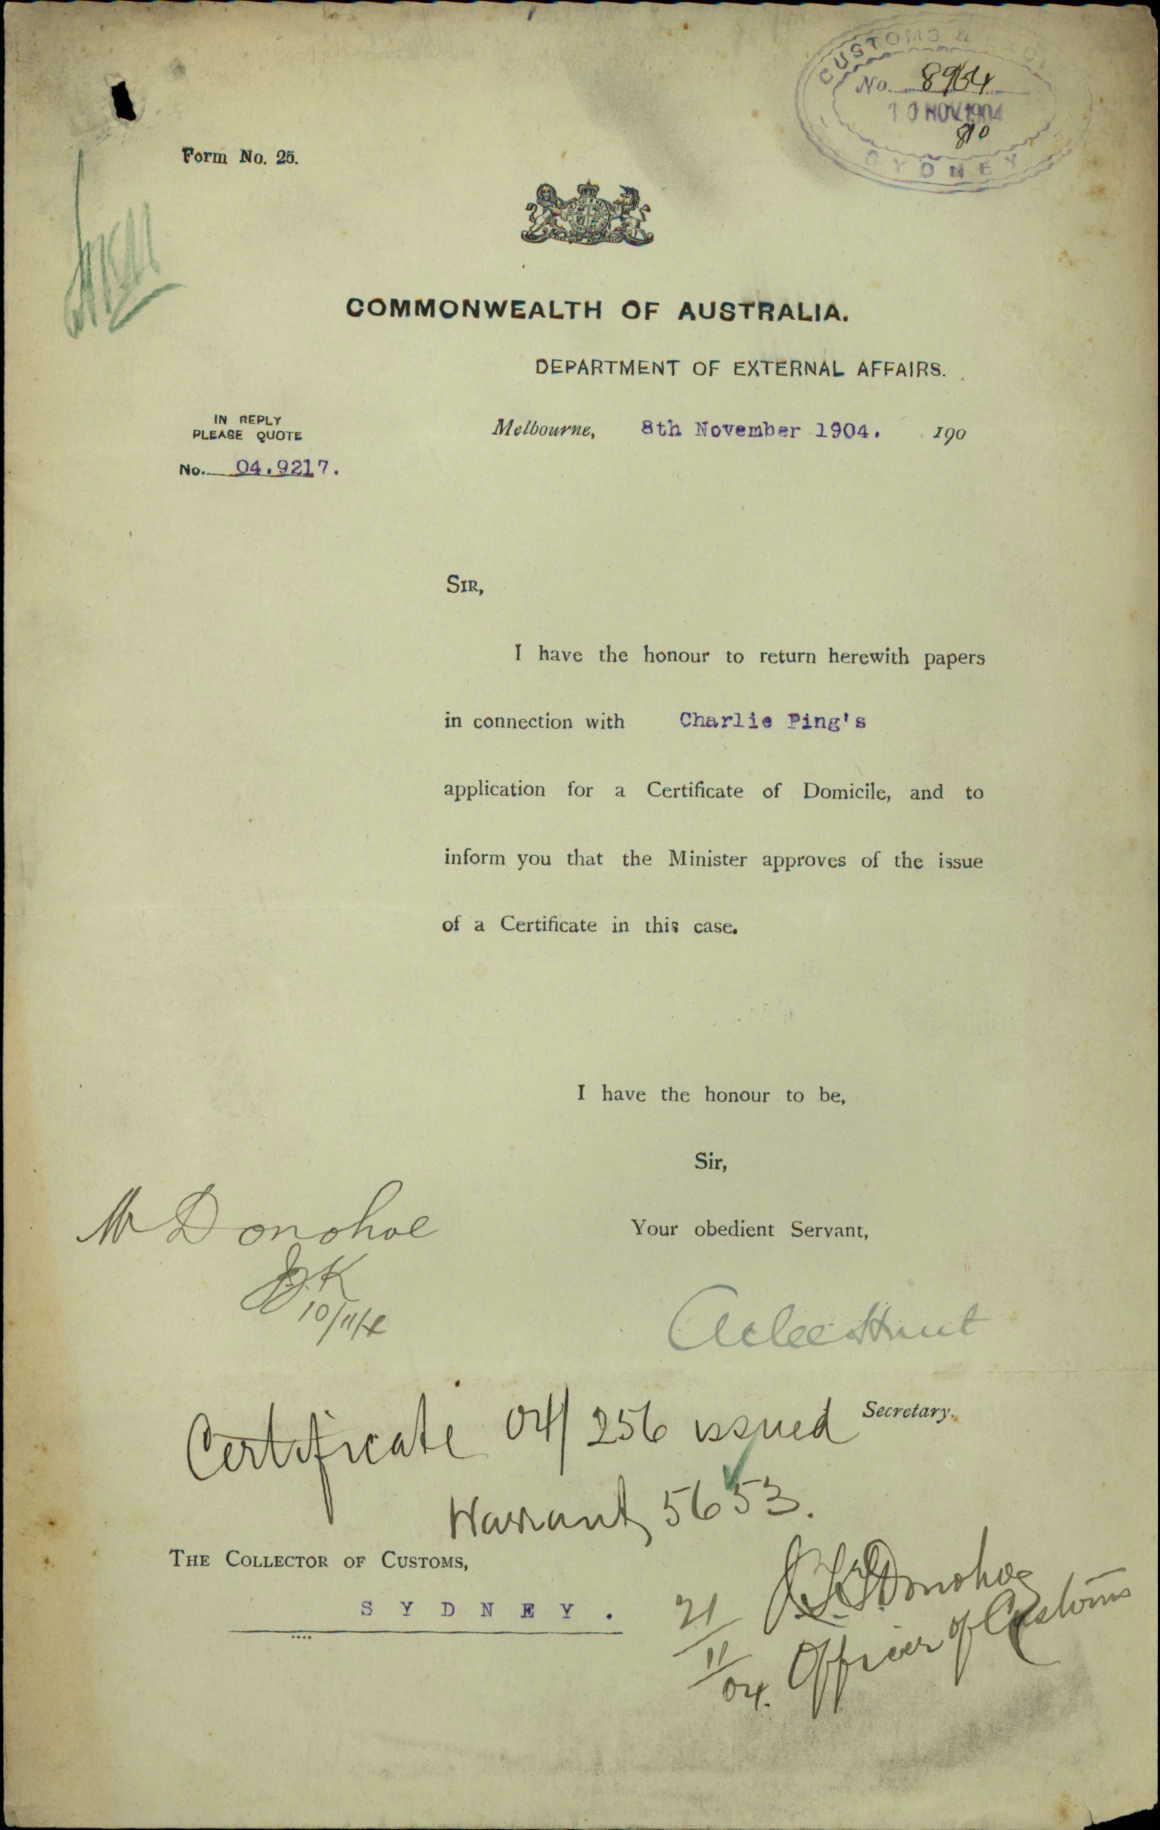 CUSTOMS &
No. 8964
10 NOV. 1904
SYDNEY
Form No. 25.
COMMONWEALTH OF AUSTRALIA.
DEPARTMENT OF EXTERNAL AFFAIRS.
IN REPLY
PLEASE QUOTE
No. 04.9217.
Melbourne, 8th November 1904. 190
SIR,
I have the honour to return herewith papers
in connection with Charlie Ping's
application for a Certificate of Domicile, and to
inform you that the Minister approves of the issue
of a Certificate in this case.
I have the honour to be,
Sir,
Your obedient Servant,
Atlee Hunt
Secretary.
Mr Donohoe
10/11/4
Certificate 04/256 issued
Warrant 5653.
THE COLLECTOR OF CUSTOMS,
SYDNEY.
Donohoe
Officer of Customs
21/11/04.